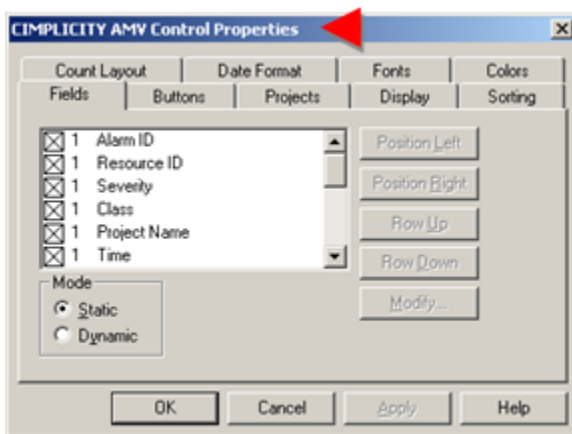 CIMPLICITY AMV Control Properties
Count Layout Date Format Fonts Colors
Fields Buttons Projects Display Sorting
1 Alarm ID
1 Resource ID
1 Severity
1 Class
1 Project Name
1 Time
Position Left
Position Right
Row Up
Row Down
Modify...
Mode
Static
Dynamic
OK Cancel Apply Help